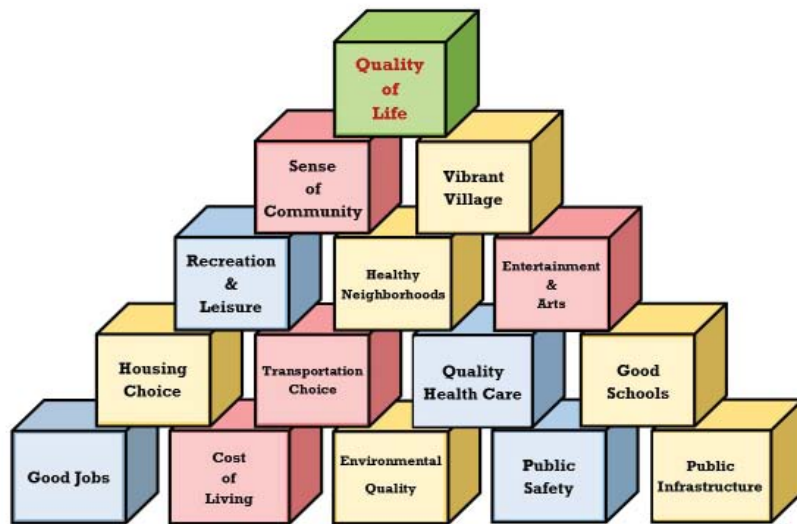 Quality
of
Life
Sense
of
Community
Vibrant
Village
Recreation
&
Leisure
Healthy
Neighborhoods
Entertainment
&
Arts
Housing
Choice
Transportation
Choice
Quality
Health Care
Good
Schools
Good Jobs
Cost
of
Living
Environmental
Quality
Public
Safety
Public
Infrastructure